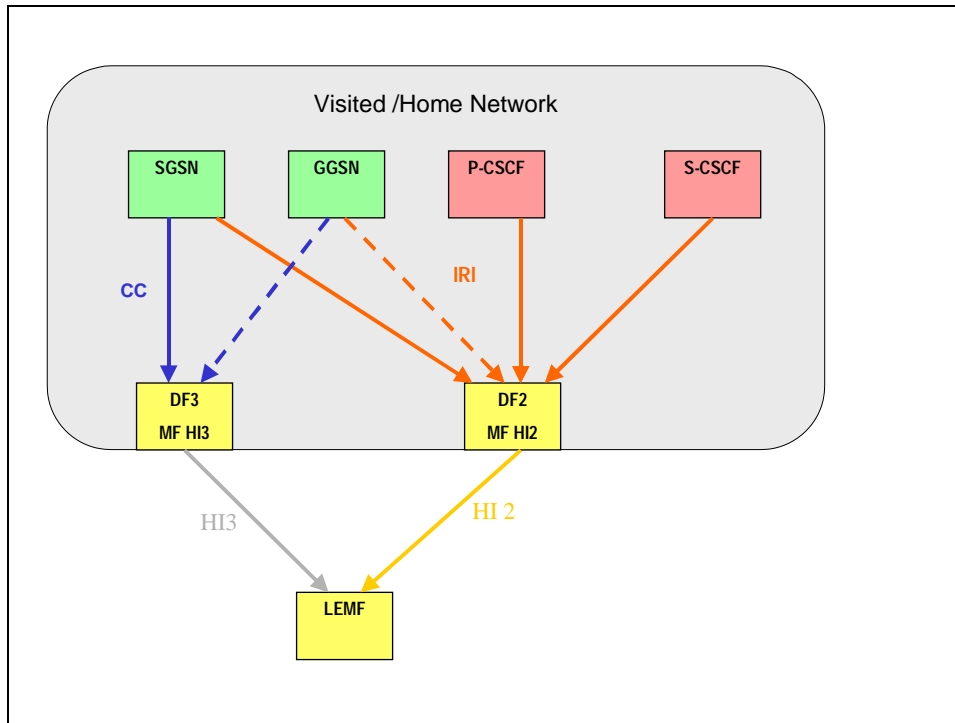 Visited /Home Network
SGSN
GGSN
P-CSCF
S-CSCF
CC
IRI
DF3
MF HI3
DF2
MF HI2
HI3
HI 2
LEMF